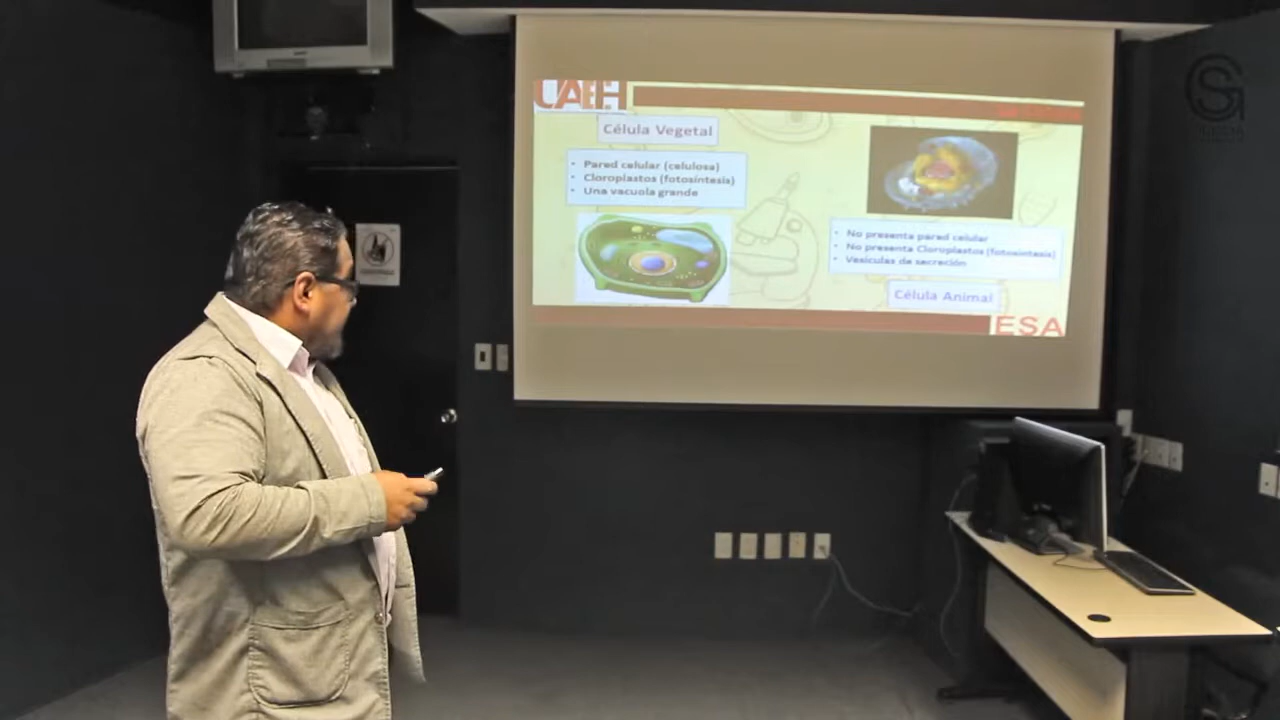 UAEH
Célula Vegetal
• Pared celular (celulosa)
• Cloroplastos (fotosíntesis)
• Una vacuola grande
• No presenta pared celular
• No presenta Cloroplastos (fotosíntesis)
• Vesículas de secreción
Célula Animal
ESA